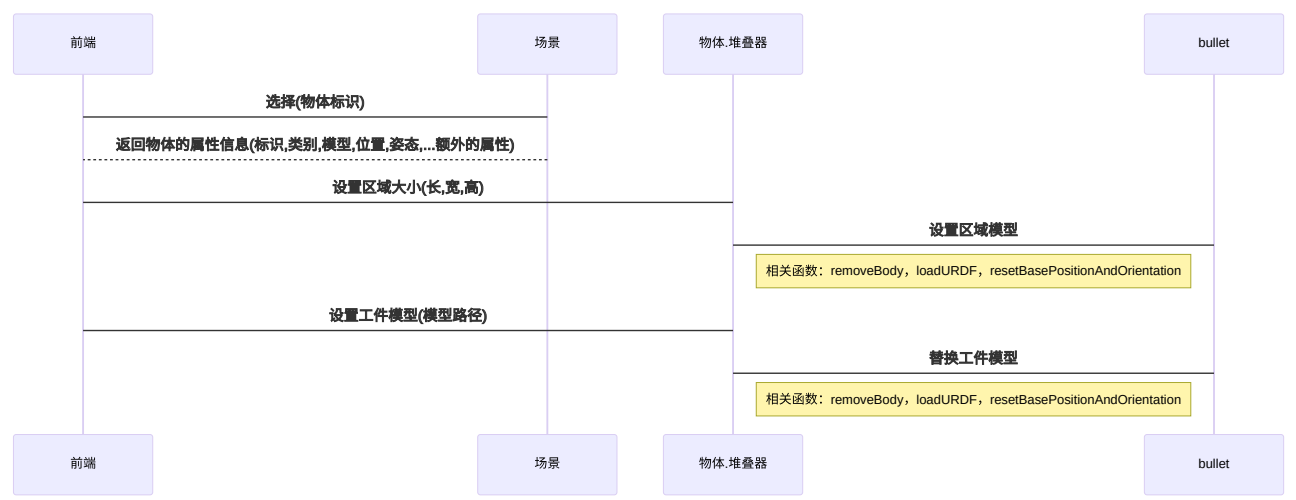 前端
场景
物体.堆叠器
bullet
选择(物体标识)
返回物体的属性信息(标识,类别,模型,位置,姿态,...额外的属性)
设置区域大小(长,宽,高)
设置区域模型
相关函数：removeBody，loadURDF，resetBasePositionAndOrientation
设置工件模型(模型路径)
替换工件模型
相关函数：removeBody，loadURDF，resetBasePositionAndOrientation
前端
场景
物体.堆叠器
bullet